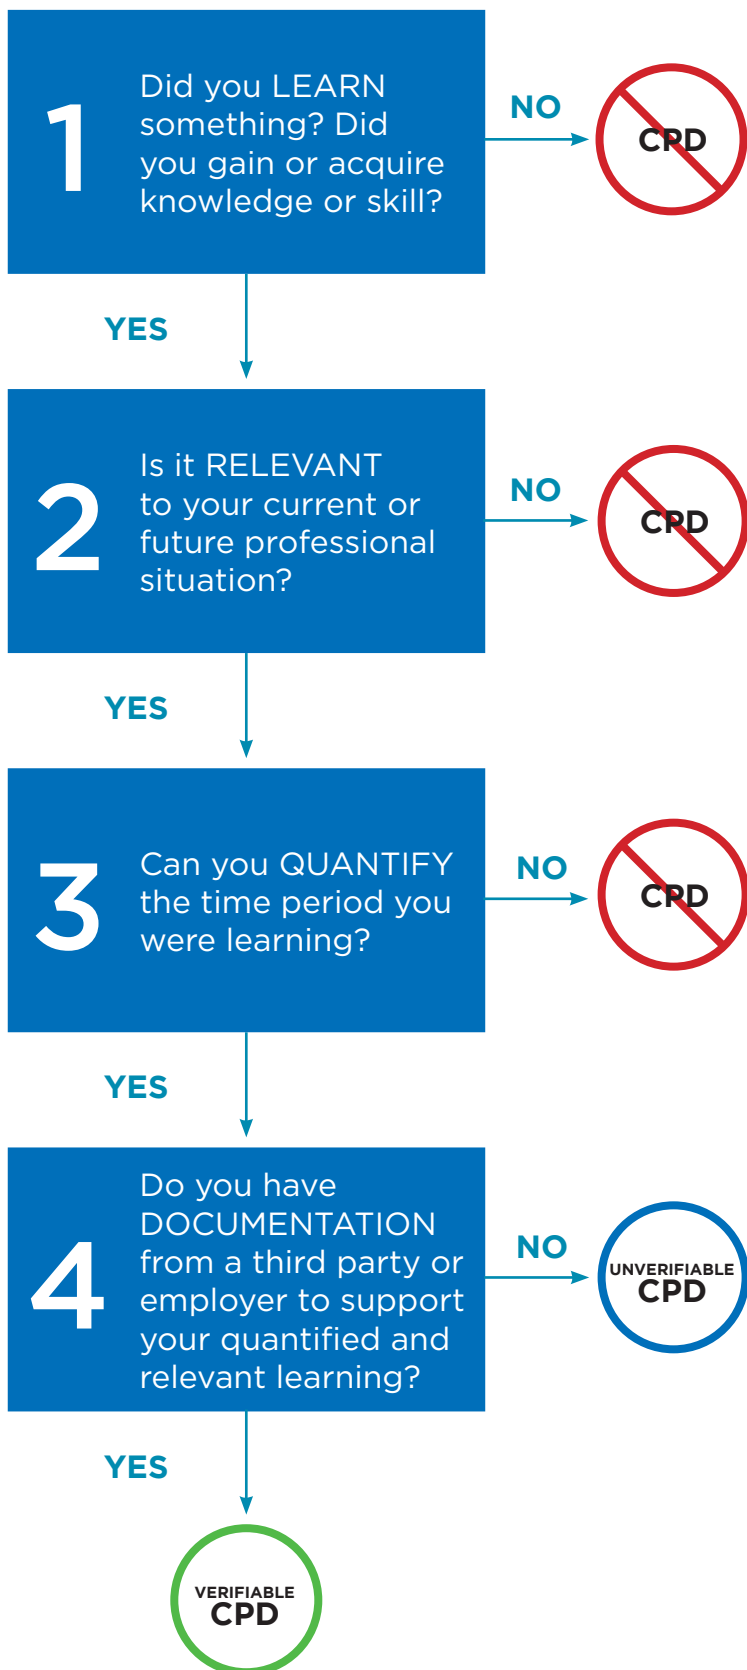 1
Did you LEARN
something? Did
you gain or acquire
knowledge or skill?
NO
CPD
YES
2
Is it RELEVANT
to your current or
future professional
situation?
NO
CPD
YES
3
Can you QUANTIFY
the time period you
were learning?
NO
CPD
YES
4
Do you have
DOCUMENTATION
from a third party or
employer to support
your quantified and
relevant learning?
NO
UNVERIFIABLE
CPD
YES
VERIFIABLE
CPD